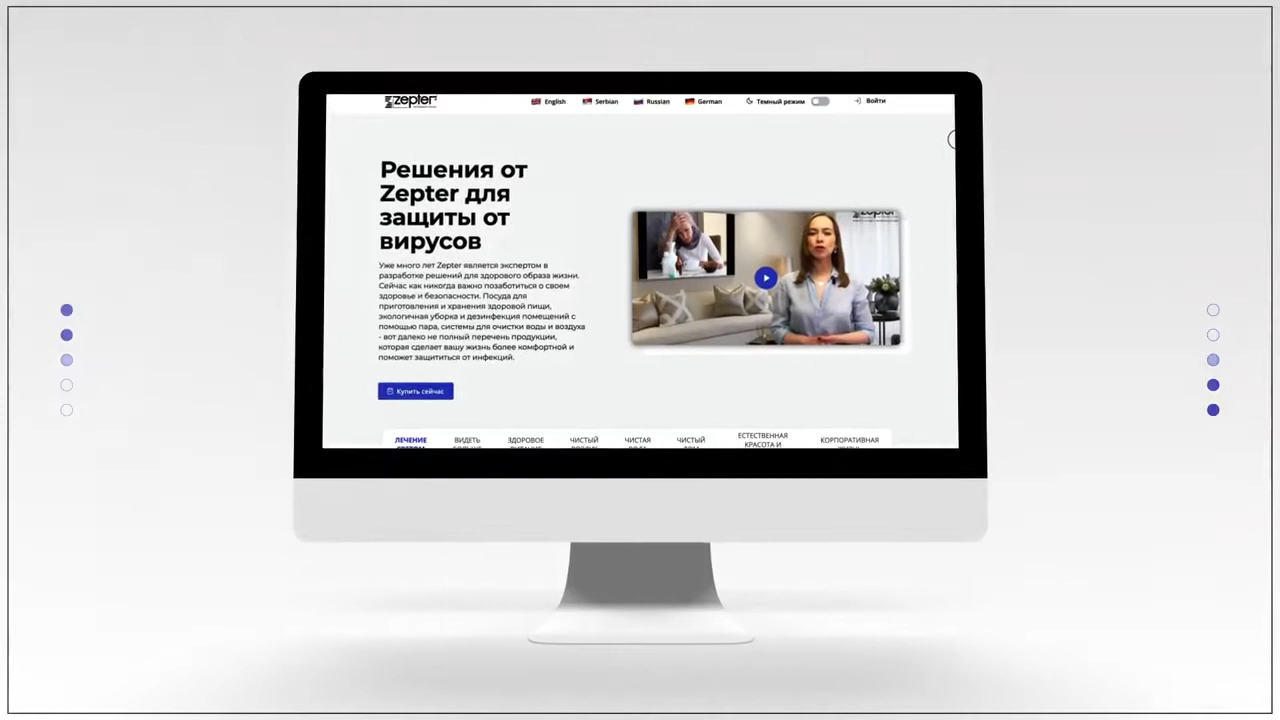 zepter
English
Serbian
Russian
German
Темный режим
Войти
Решения от
Zepter для
защиты от
вирусов
Уже много лет Zepter является экспертом в
разработке решений для здорового образа жизни.
Сейчас как никогда важно позаботиться о своем
здоровье и безопасности. Посуда для
приготовления и хранения здоровой пищи,
экологичная уборка и дезинфекция помещений с
помощью пара, системы для очистки воды и воздуха
- вот далеко не полный перечень продукции,
которая сделает вашу жизнь более комфортной и
поможет защититься от инфекций.
Купить сейчас
ЛЕЧЕНИЕ
ВИДЕТЬ
ЗДОРОВОЕ
ЧИСТЫЙ
ЧИСТАЯ
ЧИСТЫЙ
ЕСТЕСТВЕННАЯ
КРАСОТА И
КОРПОРАТИВНАЯ